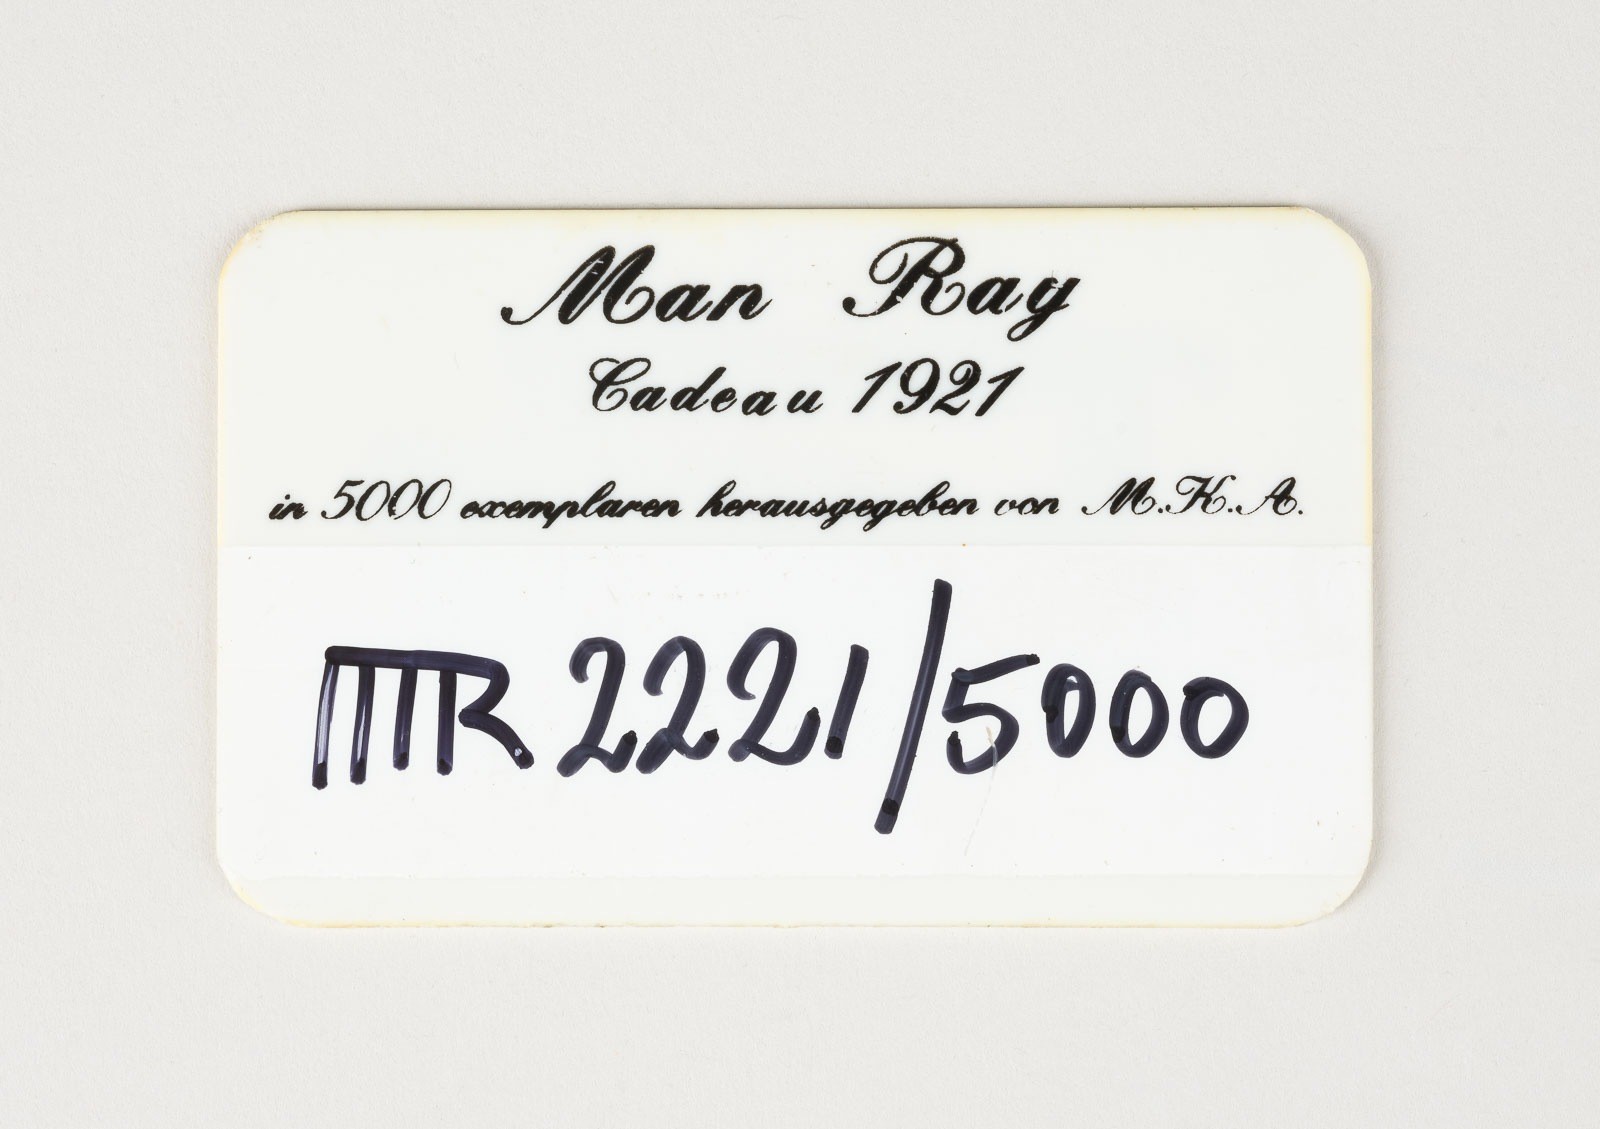 Man Ray
Cadeau 1921
in 5000 exemplaren herausgegeben von M.K.A.
MR 2221/5000